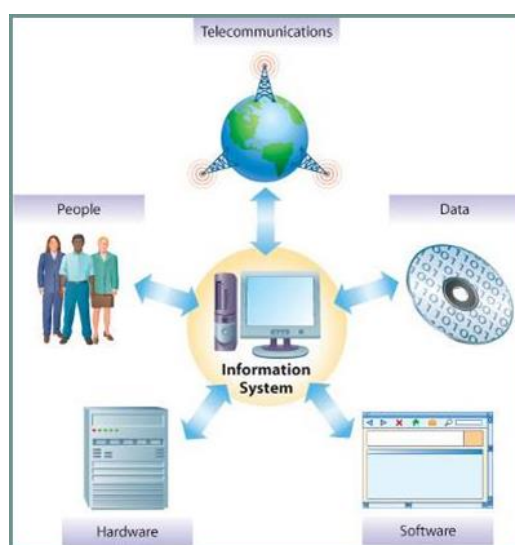 Telecommunications
People
Data
Information
System
Hardware
Software